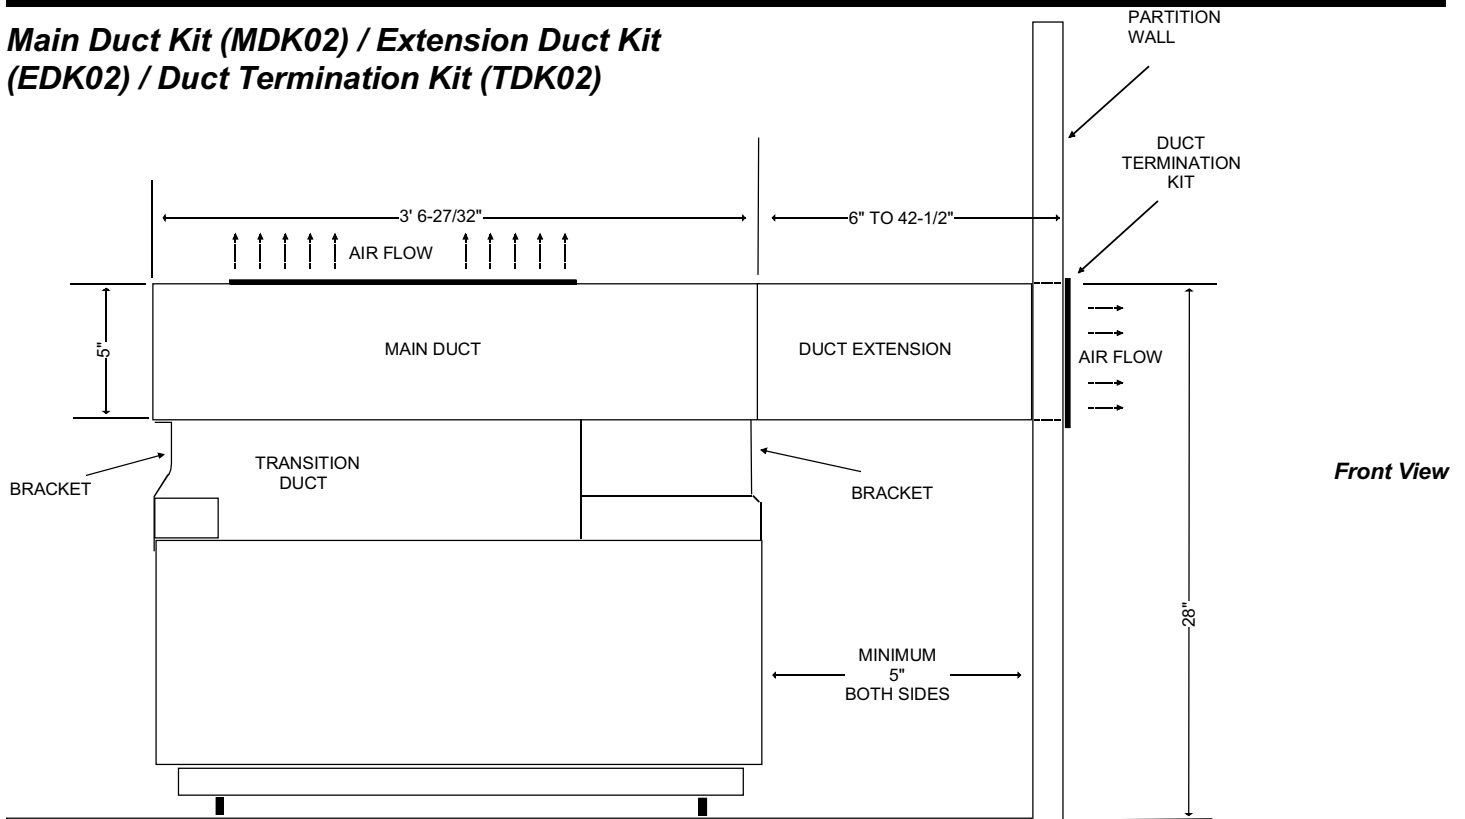 Main Duct Kit (MDK02) / Extension Duct Kit
(EDK02) / Duct Termination Kit (TDK02)
PARTITION
WALL
DUCT
TERMINATION
KIT
3' 6-27/32"
6" TO 42-1/2"
AIR FLOW
5"
MAIN DUCT
DUCT EXTENSION
AIR FLOW
TRANSITION
DUCT
BRACKET
BRACKET
Front View
28"
MINIMUM
5"
BOTH SIDES